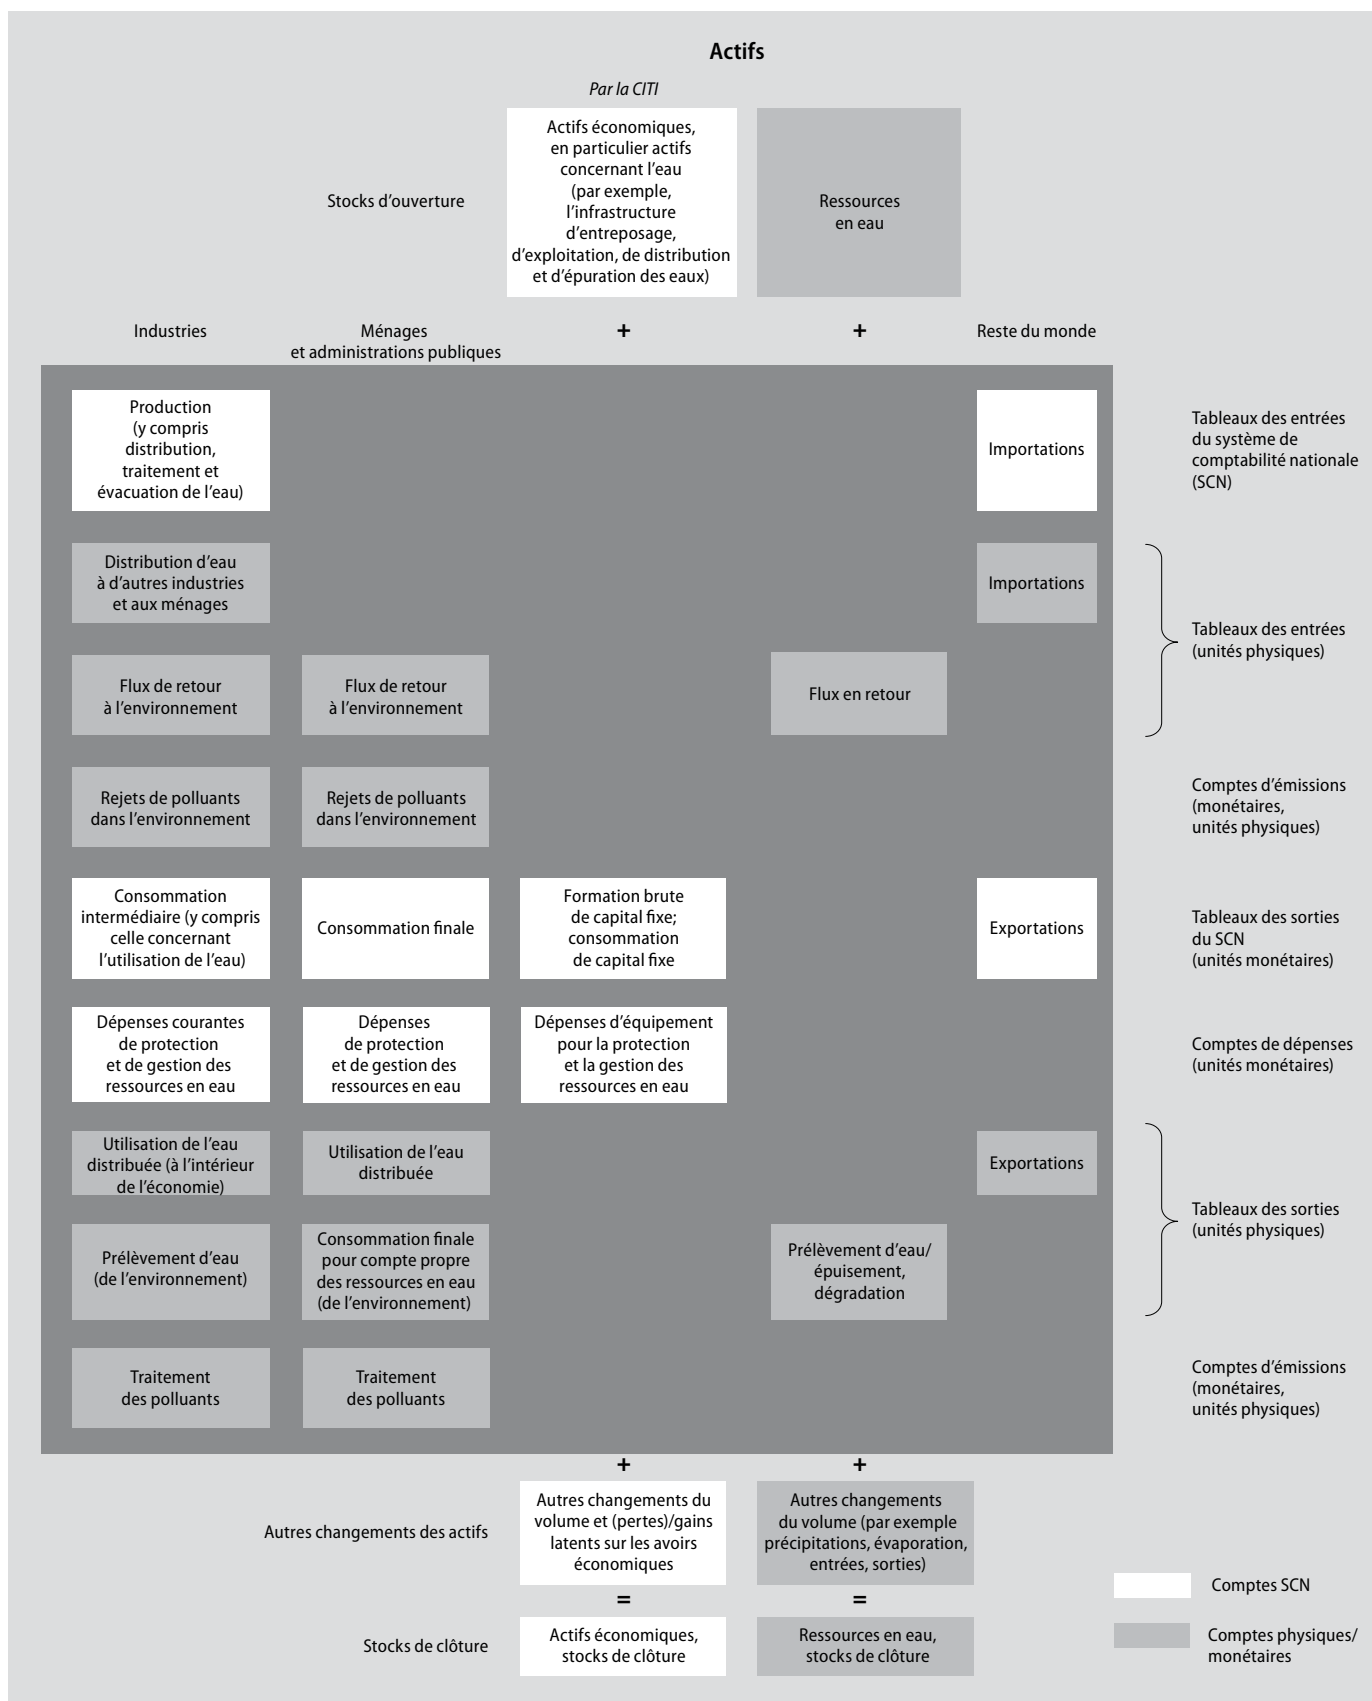 Actifs
Par la CITI
Stocks d'ouverture
Actifs économiques,
en particulier actifs
concernant l'eau
(par exemple,
l'infrastructure
d'entreposage,
d'exploitation, de distribution
et d'épuration des eaux)
Ressources
en eau
Industries
Ménages
et administrations publiques
+
+
Reste du monde
Production
(y compris
distribution,
traitement et
évacuation de l'eau)
Importations
Tableaux des entrées
du système de
comptabilité nationale
(SCN)
Distribution d'eau
à d'autres industries
et aux ménages
Importations
Tableaux des entrées
(unités physiques)
Flux de retour
à l'environnement
Flux de retour
à l'environnement
Flux en retour
Rejets de polluants
dans l'environnement
Rejets de polluants
dans l'environnement
Comptes d'émissions
(monétaires,
unités physiques)
Consommation
intermédiaire (y compris
celle concernant
l'utilisation de l'eau)
Consommation finale
Formation brute
de capital fixe;
consommation
de capital fixe
Exportations
Tableaux des sorties
du SCN
(unités monétaires)
Dépenses courantes
de protection
et de gestion des
ressources en eau
Dépenses
de protection
et de gestion des
ressources en eau
Dépenses d'équipement
pour la protection
et la gestion des
ressources en eau
Comptes de dépenses
(unités monétaires)
Utilisation de l'eau
distribuée (à l'intérieur
de l'économie)
Utilisation de l'eau
distribuée
Exportations
Tableaux des sorties
(unités physiques)
Prélèvement d'eau
(de l'environnement)
Consommation finale
pour compte propre
des ressources en eau
(de l'environnement)
Prélèvement d'eau/
épuisement,
dégradation
Traitement
des polluants
Traitement
des polluants
Comptes d'émissions
(monétaires,
unités physiques)
+
+
Autres changements des actifs
Autres changements du
volume et (pertes)/gains
latents sur les avoirs
économiques
Autres changements
du volume (par exemple
précipitations, évaporation,
entrées, sorties)
=
=
Stocks de clôture
Actifs économiques,
stocks de clôture
Ressources en eau,
stocks de clôture
Comptes SCN
Comptes physiques/
monétaires